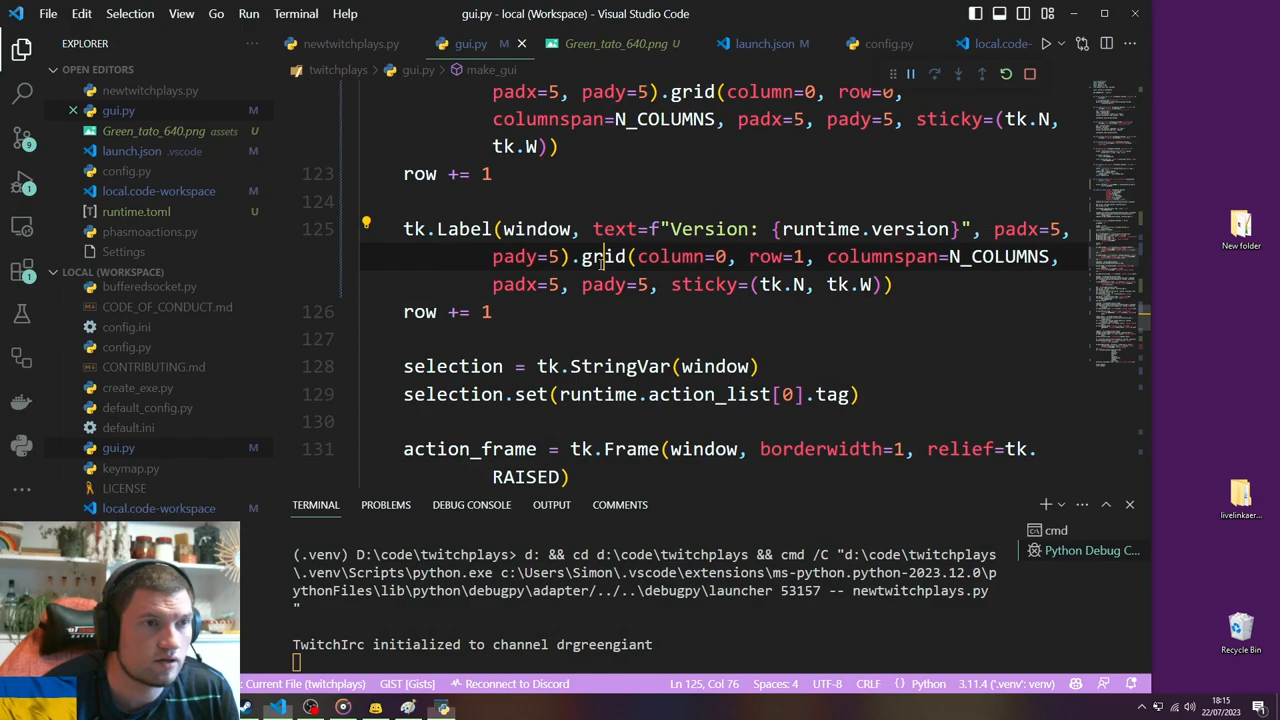 File Edit Selection View Go Run Terminal Help gui.py - local (Workspace) - Visual Studio Code
EXPLORER
newtwitchplays.py gui.py M Green_tato_640.png U launch.json M config.py local.code-
OPEN EDITORS
twitchplays > gui.py > make_gui
newtwitchplays.py
gui.py M
Green_tato_640.png assets U
launch.json .vscode M
config.py
local.code-workspace M
runtime.toml U
phasmoactions.py
Settings
LOCAL (WORKSPACE)
bufferedsocket.py
CODE_OF_CONDUCT.md
config.ini
config.py
CONTRIBUTING.md
create_exe.py
default_config.py
default.ini
gui.py M
keymap.py
LICENSE
local.code-workspace M
9
1
1
padx=5, pady=5).grid(column=0, row=0,
columnspan=N_COLUMNS, padx=5, pady=5, sticky=(tk.N,
tk.W))
123 row += 1
124
125 tk.Label(window, text=f"Version: {runtime.version}", padx=5,
pady=5).grid(column=0, row=1, columnspan=N_COLUMNS,
padx=5, pady=5, sticky=(tk.N, tk.W))
126 row += 1
127
128 selection = tk.StringVar(window)
129 selection.set(runtime.action_list[0].tag)
130
131 action_frame = tk.Frame(window, borderwidth=1, relief=tk.
RAISED)
TERMINAL PROBLEMS DEBUG CONSOLE OUTPUT COMMENTS
cmd
Python Debug C...
(.venv) D:\code\twitchplays> d: && cd d:\code\twitchplays && cmd /C "d:\code\twitchplays
\.venv\Scripts\python.exe c:\Users\Simon\.vscode\extensions\ms-python.python-2023.12.0\p
ythonFiles\lib\python\debugpy\adapter/../..\debugpy\launcher 53157 -- newtwitchplays.py
"
TwitchIrc initialized to channel drgreengiant
: Current File (twitchplays) GIST [Gists] Reconnect to Discord Ln 125, Col 76 Spaces: 4 UTF-8 CRLF Python 3.11.4 ('.venv': venv)
New folder
livelinkaer...
Recycle Bin
18:15
22/07/2023
1